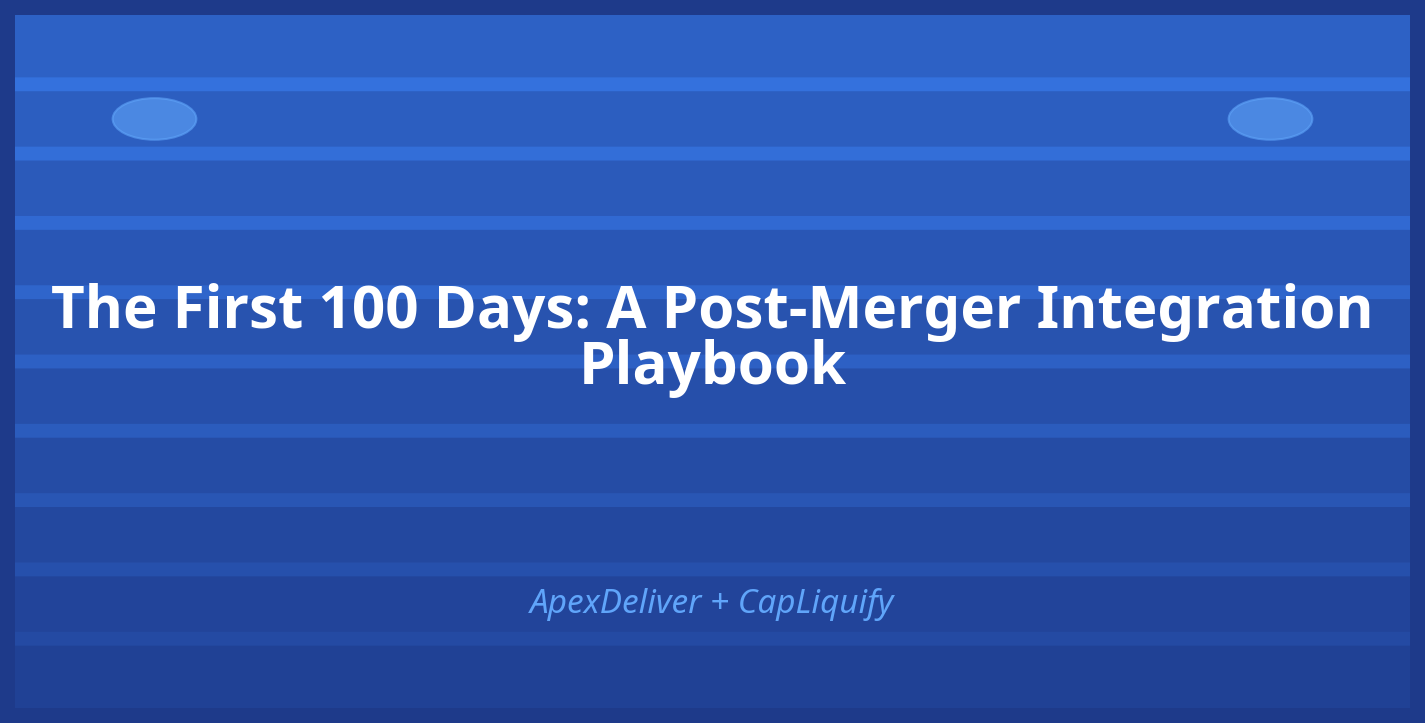 The First 100 Days: A Post-Merger Integration
Playbook
ApexDeliver + CapLiquify